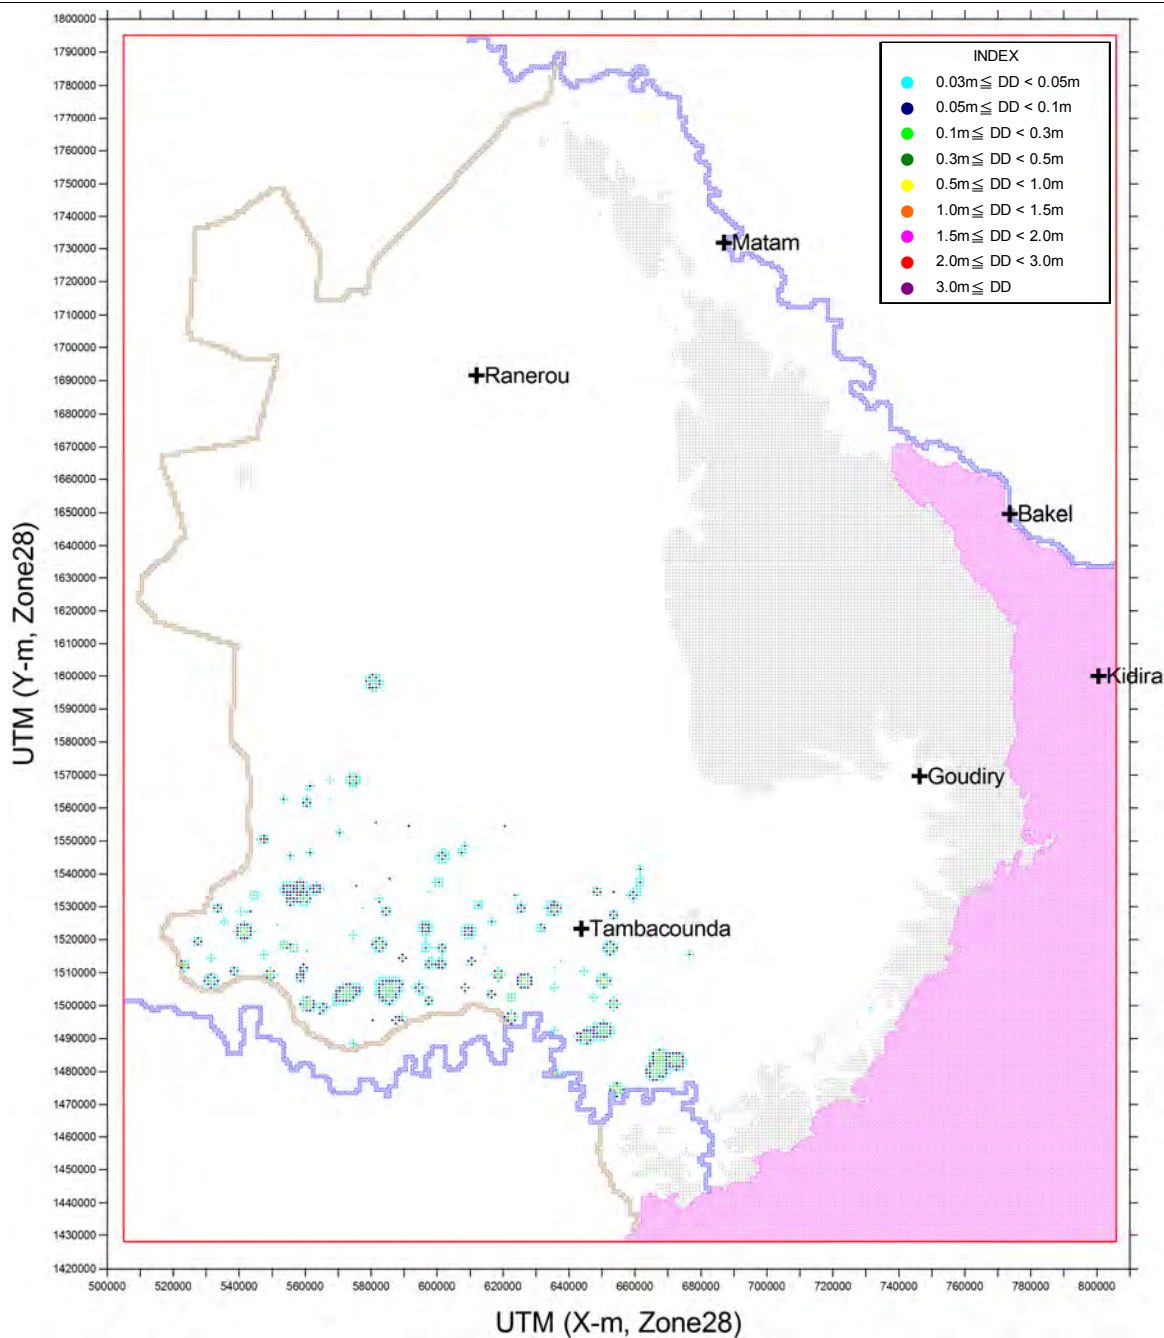 INDEX
0.03m≦ DD < 0.05m
0.05m≦ DD < 0.1m
0.1m≦ DD < 0.3m
0.3m≦ DD < 0.5m
0.5m≦ DD < 1.0m
1.0m≦ DD < 1.5m
1.5m≦ DD < 2.0m
2.0m≦ DD < 3.0m
3.0m≦ DD
Matam
Ranerou
Bakel
Kidira
Goudiry
Tambacounda
UTM (Y-m, Zone28)
1800000
1790000
1780000
1770000
1760000
1750000
1740000
1730000
1720000
1710000
1700000
1690000
1680000
1670000
1660000
1650000
1640000
1630000
1620000
1610000
1600000
1590000
1580000
1570000
1560000
1550000
1540000
1530000
1520000
1510000
1500000
1490000
1480000
1470000
1460000
1450000
1440000
1430000
1420000
500000 520000 540000 560000 580000 600000 620000 640000 660000 680000 700000 720000 740000 760000 780000 800000
UTM (X-m, Zone28)